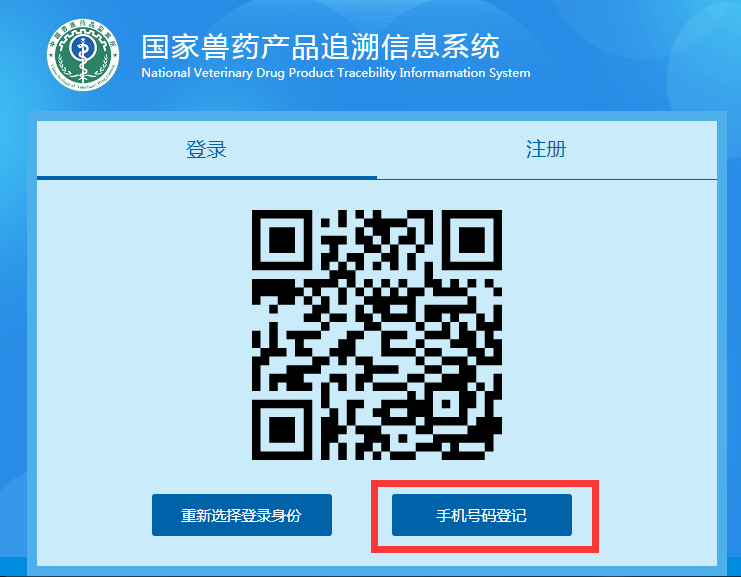 国家兽药产品追溯信息系统
National Veterinary Drug Product Tracebility Informamation System
登录
注册
重新选择登录身份
手机号码登记